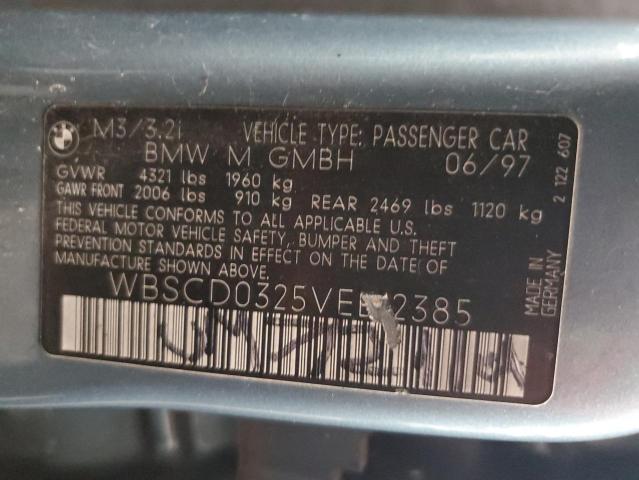 M3/3.2i VEHICLE TYPE: PASSENGER CAR
BMW M GMBH 06/97
GVWR 4321 lbs 1960 kg
GAWR FRONT 2006 lbs 910 kg REAR 2469 lbs 1120 kg
THIS VEHICLE CONFORMS TO ALL APPLICABLE U.S.
FEDERAL MOTOR VEHICLE SAFETY, BUMPER AND THEFT
PREVENTION STANDARDS IN EFFECT ON THE DATE OF
MANUFACTURE SHOWN ABOVE.
MADE IN
GERMANY
2 122 607